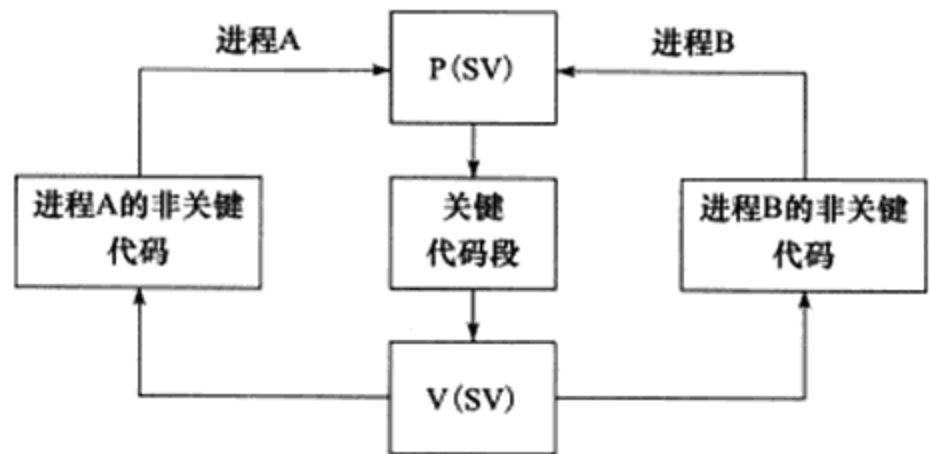 进程A
P(SV)
进程B
进程A的非关键
代码
关键
代码段
进程B的非关键
代码
V(SV)